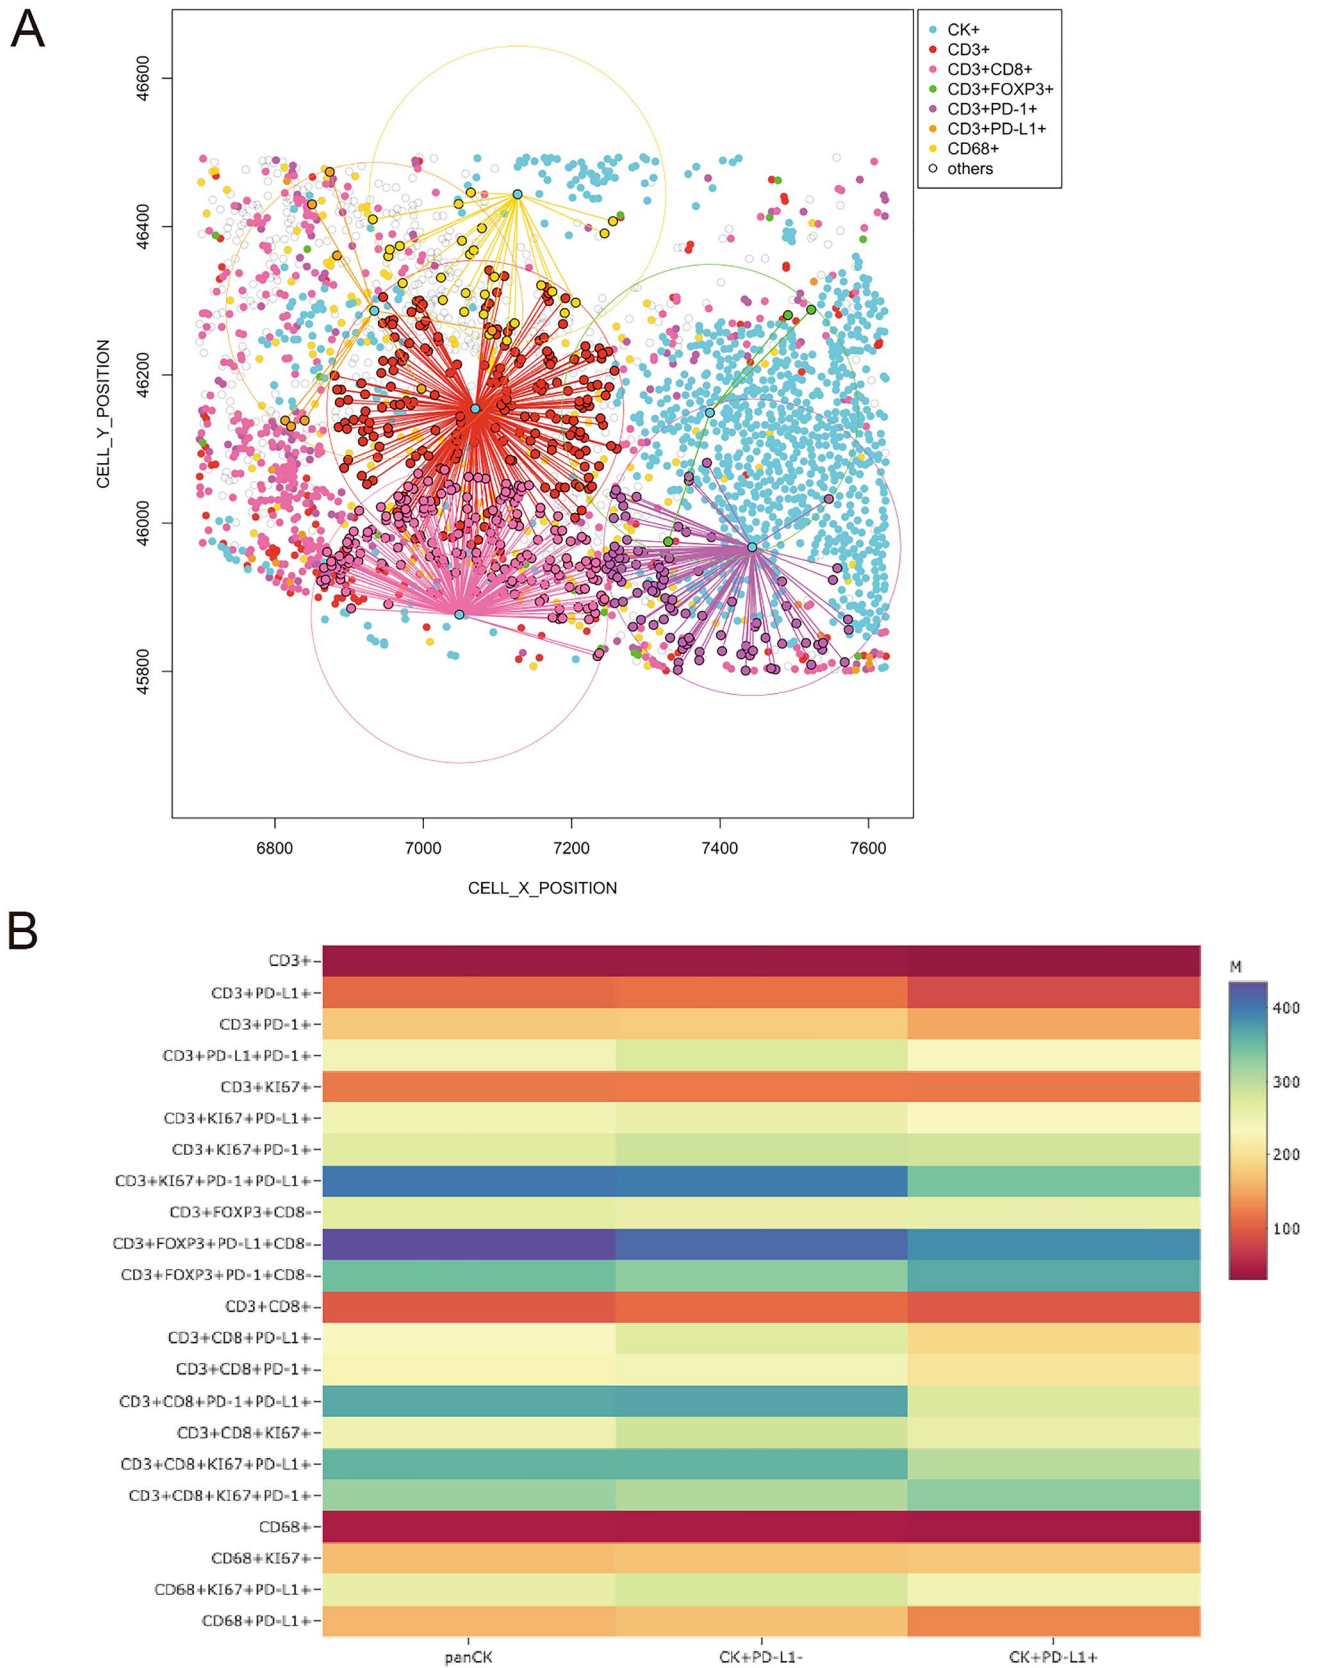 A
CK+
CD3+
CD3+CD8+
CD3+FOXP3+
CD3+PD-1+
CD3+PD-L1+
CD68+
others
46600
46400
46200
46000
45800
CELL_Y_POSITION
6800 7000 7200 7400 7600
CELL_X_POSITION
B
CD3+
CD3+PD-L1+
CD3+PD-1+
CD3+PD-L1+PD-1+
CD3+KI67+
CD3+KI67+PD-L1+
CD3+KI67+PD-1+
CD3+KI67+PD-1+PD-L1+
CD3+FOXP3+CD8-
CD3+FOXP3+PD-L1+CD8-
CD3+FOXP3+PD-1+CD8-
CD3+CD8+
CD3+CD8+PD-L1+
CD3+CD8+PD-1+
CD3+CD8+PD-1+PD-L1+
CD3+CD8+KI67+
CD3+CD8+KI67+PD-L1+
CD3+CD8+KI67+PD-1+
CD68+
CD68+KI67+
CD68+KI67+PD-L1+
CD68+PD-L1+
panCK CK+PD-L1- CK+PD-L1+
M
400
300
200
100